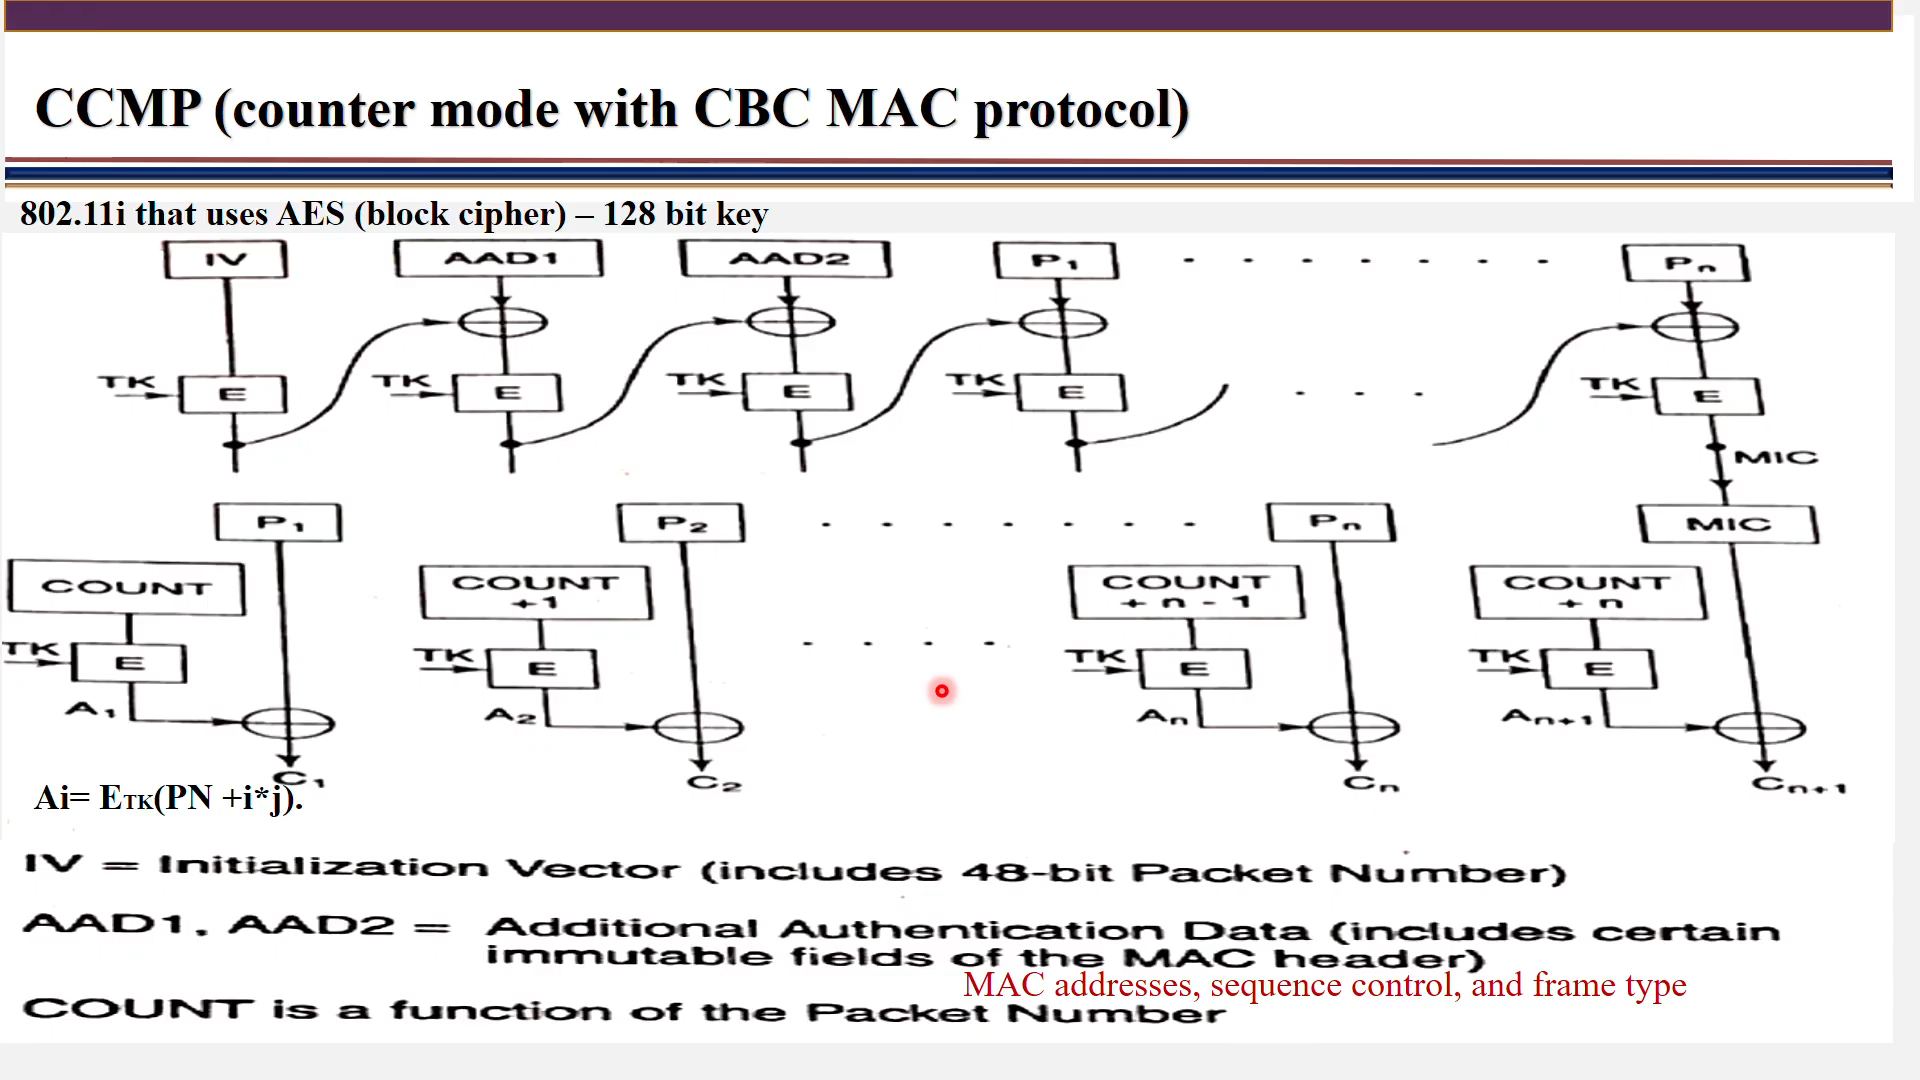 CCMP (counter mode with CBC MAC protocol)
802.11i that uses AES (block cipher) – 128 bit key
IV AAD1 AAD2 P1 . . . . . . . Pn
TK E TK E TK E TK E . . . TK E
MIC
P1 P2 . . . . . . . Pn MIC
COUNT COUNT +1 COUNT + n - 1 COUNT + n
TK E TK E . . . . TK E TK E
A1 A2 An An+1
C1 C2 Cn Cn+1
Ai= ETK(PN +i*j).
IV = Initialization Vector (includes 48-bit Packet Number)
AAD1, AAD2 = Additional Authentication Data (includes certain
immutable fields of the MAC header)
MAC addresses, sequence control, and frame type
COUNT is a function of the Packet Number